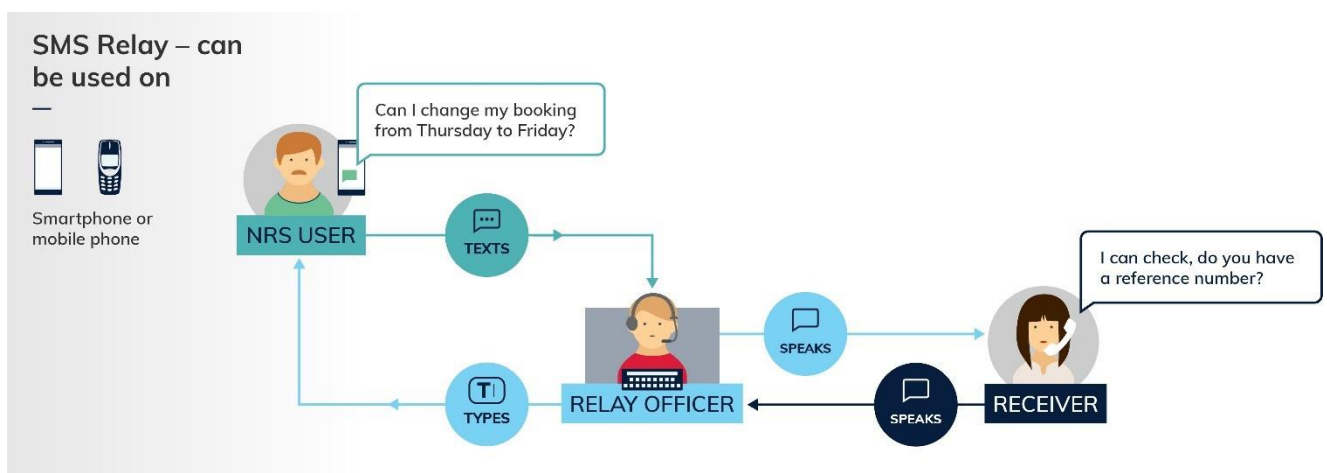 SMS Relay – can
be used on
Smartphone or
mobile phone
Can I change my booking
from Thursday to Friday?
NRS USER
TEXTS
I can check, do you have
a reference number?
SPEAKS
TYPES
RELAY OFFICER
SPEAKS
RECEIVER